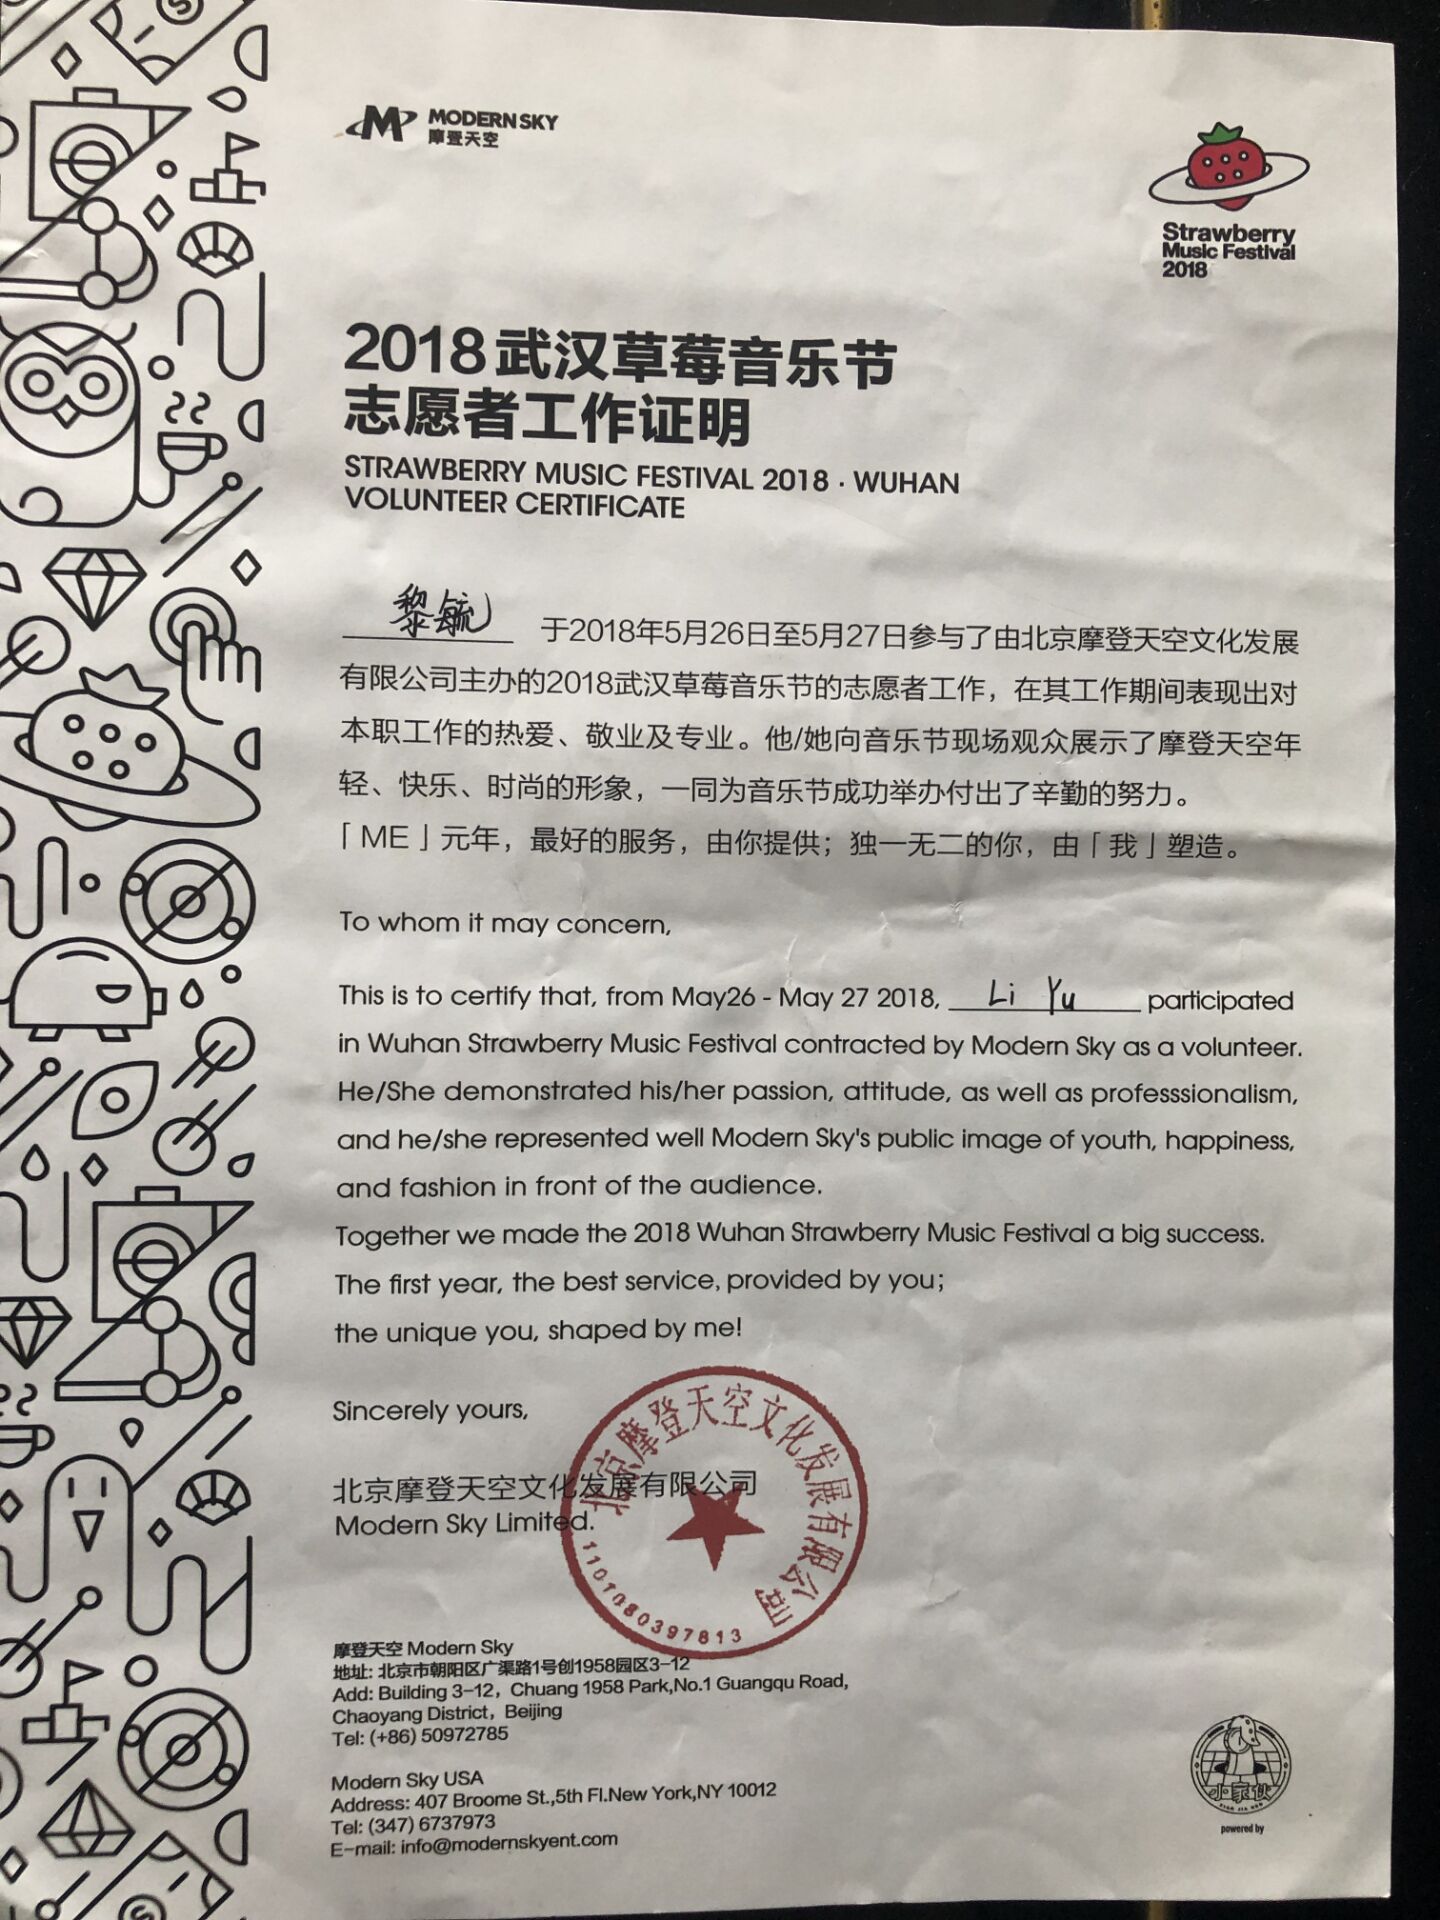 MODERNSKY
摩登天空
Strawberry
Music Festival
2018
2018武汉草莓音乐节
志愿者工作证明
STRAWBERRY MUSIC FESTIVAL 2018 · WUHAN
VOLUNTEER CERTIFICATE
黎毓 于2018年5月26日至5月27日参与了由北京摩登天空文化发展
有限公司主办的2018武汉草莓音乐节的志愿者工作，在其工作期间表现出对
本职工作的热爱、敬业及专业。他/她向音乐节现场观众展示了摩登天空年
轻、快乐、时尚的形象，一同为音乐节成功举办付出了辛勤的努力。
「ME」元年，最好的服务，由你提供；独一无二的你，由「我」塑造。
To whom it may concern,
This is to certify that, from May26 - May 27 2018, Li Yu participated
in Wuhan Strawberry Music Festival contracted by Modern Sky as a volunteer.
He/She demonstrated his/her passion, attitude, as well as professsionalism,
and he/she represented well Modern Sky's public image of youth, happiness,
and fashion in front of the audience.
Together we made the 2018 Wuhan Strawberry Music Festival a big success.
The first year, the best service, provided by you;
the unique you, shaped by me!
Sincerely yours,
北京摩登天空文化发展有限公司
Modern Sky Limited.
北京摩登天空文化发展有限公司
1101080397813
摩登天空 Modern Sky
地址: 北京市朝阳区广渠路1号创1958园区3-12
Add: Building 3-12, Chuang 1958 Park,No.1 Guangqu Road,
Chaoyang District, Beijing
Tel: (+86) 50972785
Modern Sky USA
Address: 407 Broome St.,5th Fl.New York,NY 10012
Tel: (347) 6737973
E-mail: info@modernskyent.com
小家伙
powered by